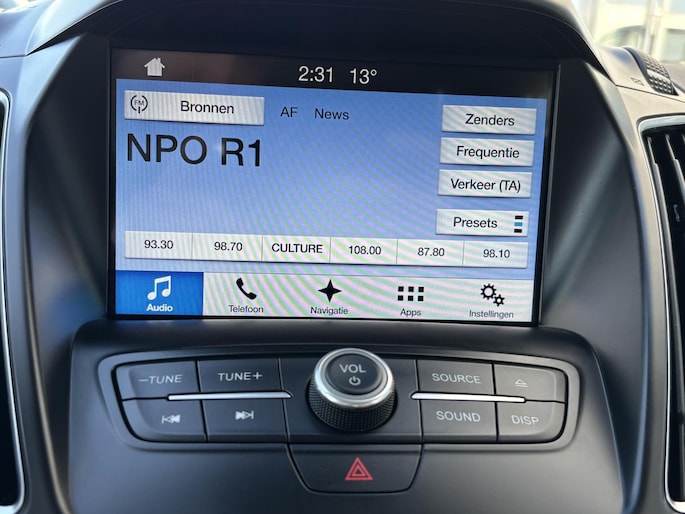 2:31 13°
FM Bronnen AF News Zenders
NPO R1
Frequentie
Verkeer (TA)
Presets
93.30 98.70 CULTURE 108.00 87.80 98.10
Audio Telefoon Navigatie Apps Instellingen
−TUNE TUNE+ VOL SOURCE
SOUND DISP